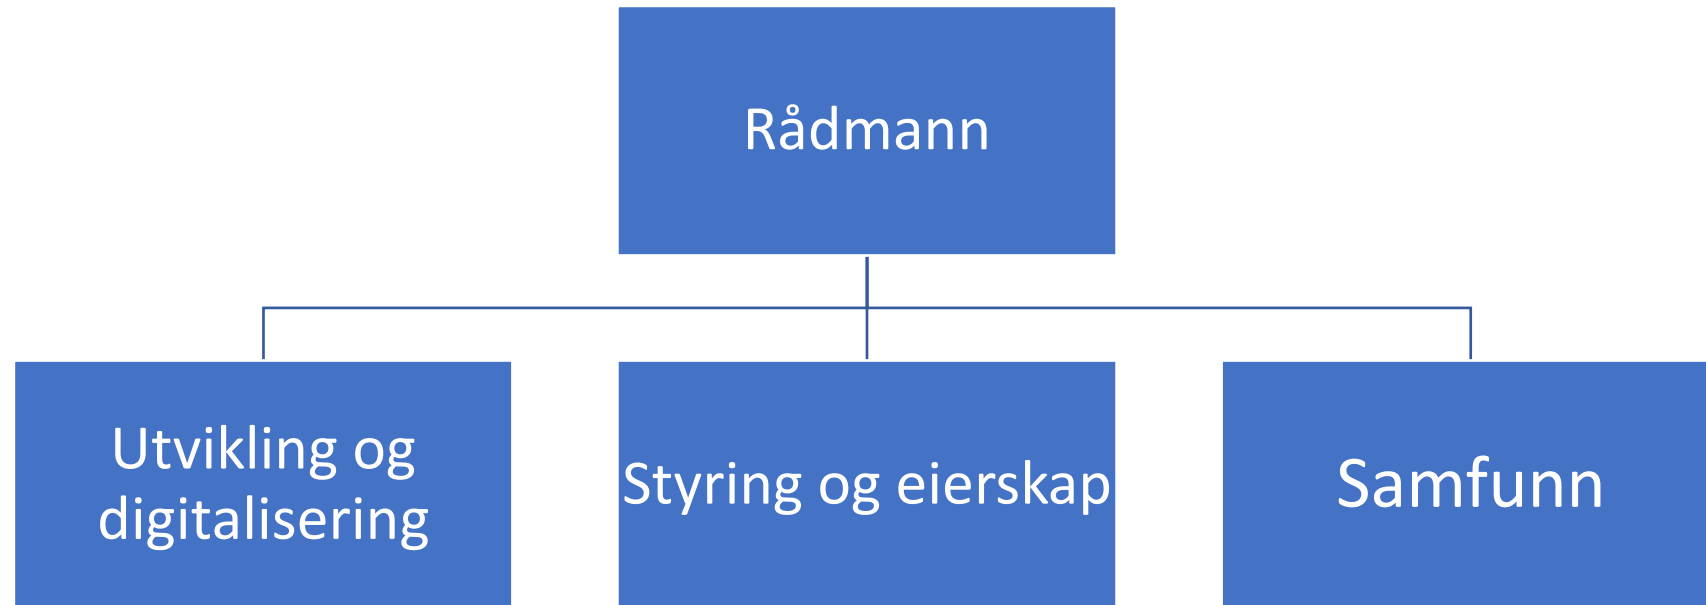 Rådmann
Utvikling og
digitalisering
Styring og eierskap
Samfunn